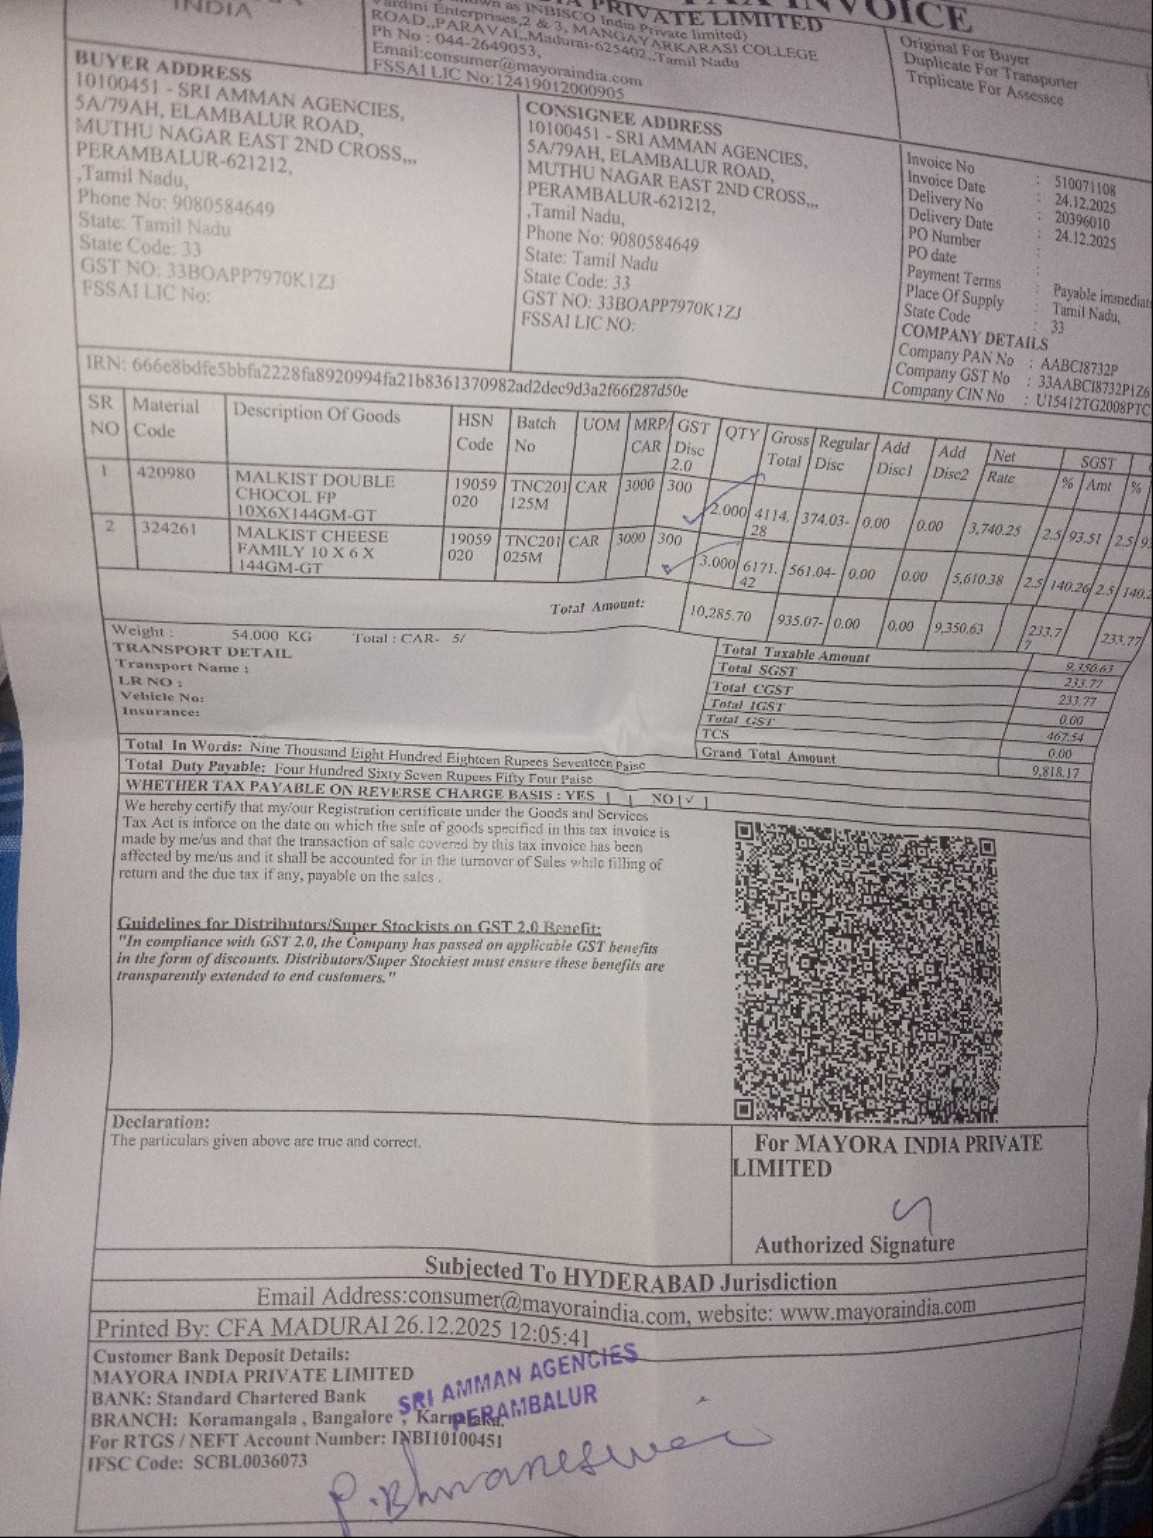 INVOICE
INDIA
PRIVATE LIMITED
as INBISCO India Private limited)
Enterprises,2 & 3, MANGAYARKARASI COLLEGE
ROAD.,PARAVAI,,Madurai-625402,,Tamil Nadu
Ph No : 044-2649053,
Email:consumer@mayoraindia.com
FSSAI LIC No:12419012000905
Original For Buyer
Duplicate For Transporter
Triplicate For Assessce
BUYER ADDRESS
10100451 - SRI AMMAN AGENCIES,
5A/79AH, ELAMBALUR ROAD,
MUTHU NAGAR EAST 2ND CROSS,,,
PERAMBALUR-621212,
,Tamil Nadu,
Phone No: 9080584649
State: Tamil Nadu
State Code: 33
GST NO: 33BOAPP7970K1ZJ
FSSAI LIC No:
CONSIGNEE ADDRESS
10100451 - SRI AMMAN AGENCIES,
5A/79AH, ELAMBALUR ROAD,
MUTHU NAGAR EAST 2ND CROSS,,,
PERAMBALUR-621212,
,Tamil Nadu,
Phone No: 9080584649
State: Tamil Nadu
State Code: 33
GST NO: 33BOAPP7970K1ZJ
FSSAI LIC NO:
Invoice No : 510071108
Invoice Date : 24.12.2025
Delivery No : 20396010
Delivery Date : 24.12.2025
PO Number :
PO date :
Payment Terms : Payable immediat
Place Of Supply : Tamil Nadu,
State Code : 33
COMPANY DETAILS
Company PAN No : AABCI8732P
Company GST No : 33AABCI8732P1Z6
Company CIN No : U15412TG2008PTC
IRN: 666e8bdfe5bbfa2228fa8920994fa21b8361370982ad2dec9d3a2f66f287d50e
SR NO Material Code Description Of Goods HSN Code Batch No UOM MRP/ CAR GST Disc 2.0 QTY Gross Total Regular Disc Add Disc1 Add Disc2 Net Rate SGST % Amt %
1 420980 MALKIST DOUBLE CHOCOL FP 10X6X144GM-GT 19059 020 TNC201 125M CAR 3000 300 2.000 4114. 28 374.03- 0.00 0.00 3,740.25 2.5 93.51 2.5
2 324261 MALKIST CHEESE FAMILY 10 X 6 X 144GM-GT 19059 020 TNC201 025M CAR 3000 300 3.000 6171. 42 561.04- 0.00 0.00 5,610.38 2.5 140.26 2.5 140.2
Total Amount: 10,285.70 935.07- 0.00 0.00 9,350.63 233.7 7 233.77
Weight : 54.000 KG Total : CAR- 5/
TRANSPORT DETAIL
Transport Name :
LR NO :
Vehicle No:
Insurance:
Total Taxable Amount 9,350.63
Total SGST 233.77
Total CGST 233.77
Total IGST 0.00
Total GST 467.54
TCS 0.00
Grand Total Amount 9,818.17
Total In Words: Nine Thousand Eight Hundred Eighteen Rupees Seventeen Paise
Total Duty Payable: Four Hundred Sixty Seven Rupees Fifty Four Paise
WHETHER TAX PAYABLE ON REVERSE CHARGE BASIS : YES [ ] NO [✓ ]
We hereby certify that my/our Registration certificate under the Goods and Services
Tax Act is inforce on the date on which the sale of goods specified in this tax invoice is
made by me/us and that the transaction of sale covered by this tax invoice has been
affected by me/us and it shall be accounted for in the turnover of Sales while filling of
return and the due tax if any, payable on the sales .
Guidelines for Distributors/Super Stockists on GST 2.0 Benefit:
"In compliance with GST 2.0, the Company has passed on applicable GST benefits
in the form of discounts. Distributors/Super Stockiest must ensure these benefits are
transparently extended to end customers."
Declaration:
The particulars given above are true and correct.
For MAYORA INDIA PRIVATE
LIMITED
Authorized Signature
Subjected To HYDERABAD Jurisdiction
Email Address:consumer@mayoraindia.com, website: www.mayoraindia.com
Printed By: CFA MADURAI 26.12.2025 12:05:41
Customer Bank Deposit Details:
MAYORA INDIA PRIVATE LIMITED
BANK: Standard Chartered Bank
BRANCH: Koramangala , Bangalore , Karnataka.
For RTGS / NEFT Account Number: INBI10100451
IFSC Code: SCBL0036073
SRI AMMAN AGENCIES
PERAMBALUR
P. Bhuvaneswari